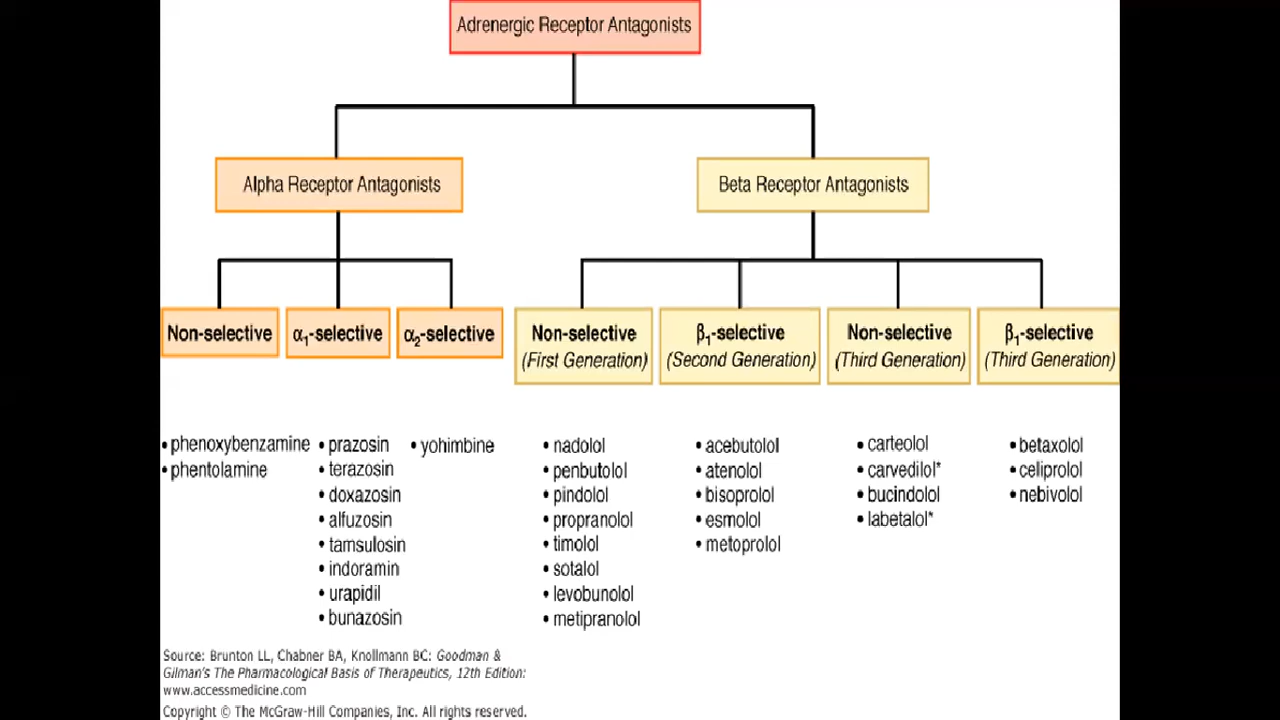 Adrenergic Receptor Antagonists
Alpha Receptor Antagonists
Beta Receptor Antagonists
Non-selective
α₁-selective
α₂-selective
Non-selective
(First Generation)
β₁-selective
(Second Generation)
Non-selective
(Third Generation)
β₁-selective
(Third Generation)
• phenoxybenzamine
• phentolamine
• prazosin
• terazosin
• doxazosin
• alfuzosin
• tamsulosin
• indoramin
• urapidil
• bunazosin
• yohimbine
• nadolol
• penbutolol
• pindolol
• propranolol
• timolol
• sotalol
• levobunolol
• metipranolol
• acebutolol
• atenolol
• bisoprolol
• esmolol
• metoprolol
• carteolol
• carvedilol*
• bucindolol
• labetalol*
• betaxolol
• celiprolol
• nebivolol
Source: Brunton LL, Chabner BA, Knollmann BC: Goodman &
Gilman's The Pharmacological Basis of Therapeutics, 12th Edition:
www.accessmedicine.com
Copyright © The McGraw-Hill Companies, Inc. All rights reserved.